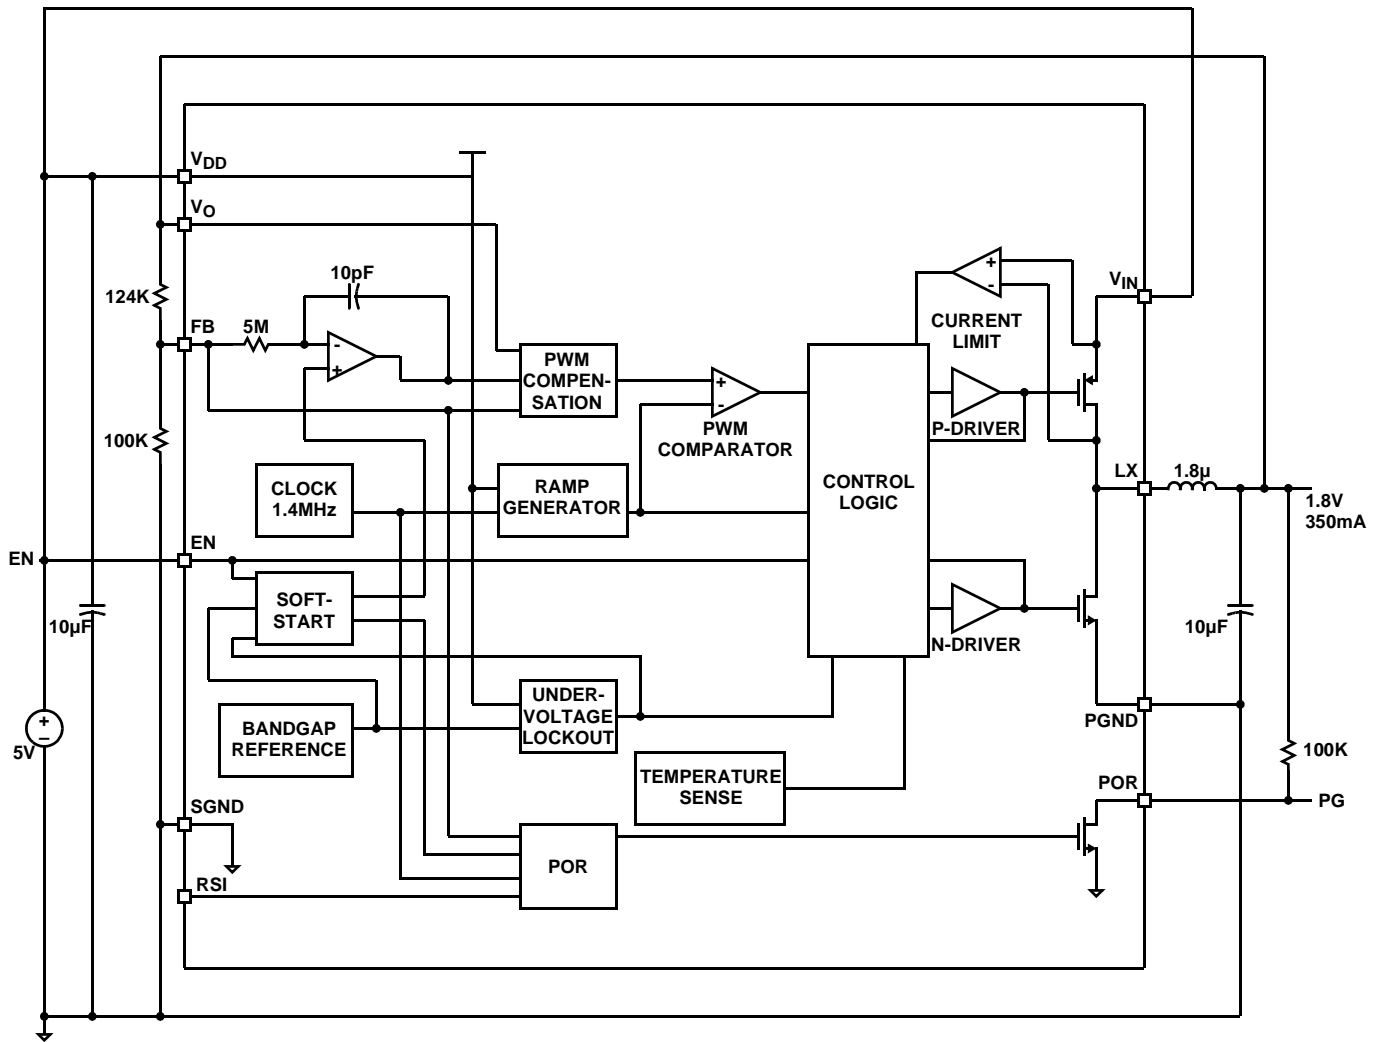 VDD
VO
10pF
124K
FB
5M
-
+
PWM
COMPEN-
SATION
+
-
PWM
COMPARATOR
+
-
CURRENT
LIMIT
VIN
P-DRIVER
100K
CLOCK
1.4MHz
RAMP
GENERATOR
CONTROL
LOGIC
LX
1.8µ
1.8V
350mA
EN
EN
SOFT-
START
10µF
N-DRIVER
10µF
UNDER-
VOLTAGE
LOCKOUT
BANDGAP
REFERENCE
+
–
5V
PGND
TEMPERATURE
SENSE
100K
POR
PG
SGND
POR
RSI